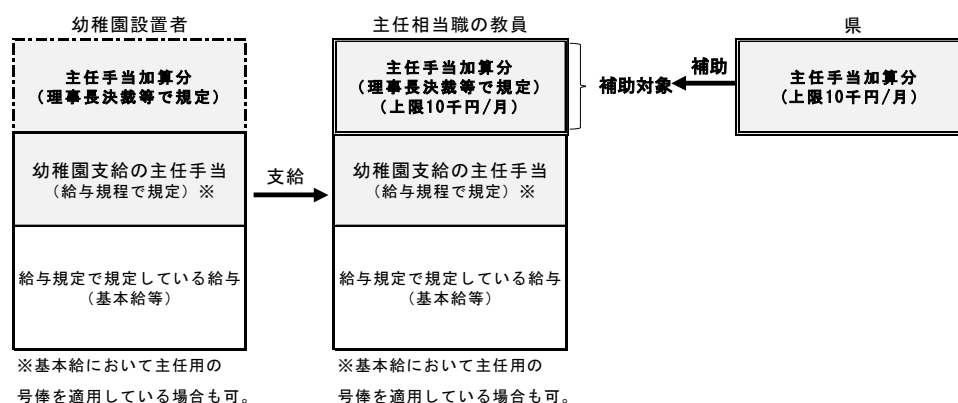 幼稚園設置者
主任手当加算分
(理事長決裁等で規定)
幼稚園支給の主任手当
(給与規程で規定)※
給与規定で規定している給与
(基本給等)
※基本給において主任用の
号俸を適用している場合も可。
支給
主任相当職の教員
主任手当加算分
(理事長決裁等で規定)
(上限10千円/月)
幼稚園支給の主任手当
(給与規程で規定)※
給与規定で規定している給与
(基本給等)
※基本給において主任用の
号俸を適用している場合も可。
補助対象
補助
県
主任手当加算分
(上限10千円/月)